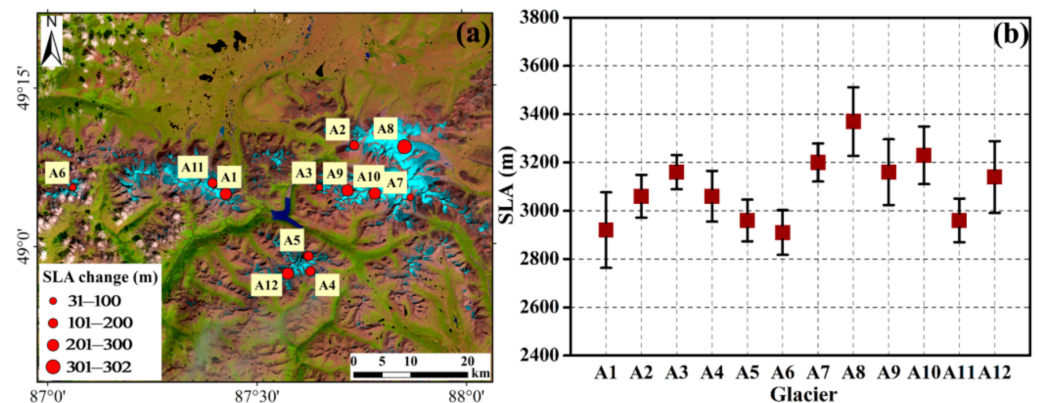 N
(a)
49°15'
49°0'
A2
A8
A6
A11
A1
A3
A9
A10
A7
A5
A12
A4
SLA change (m)
31–100
101–200
201–300
301–302
0 5 10 20
km
87°0' 87°30' 88°0'
(b)
3800
3600
3400
3200
3000
2800
2600
2400
SLA (m)
A1 A2 A3 A4 A5 A6 A7 A8 A9 A10 A11 A12
Glacier